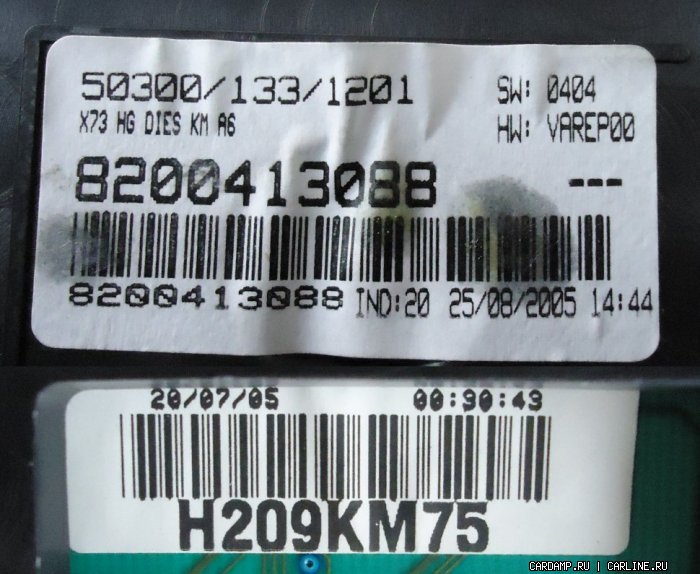 50300/133/1201 SW: 0404
X73 HG DIES KM A6 HW: VAREP00
8200413088 ---
8200413088 IND:20 25/08/2005 14:44
20/07/05 00:30:43
H209KM75
CARDAMP.RU | CARLINE.RU